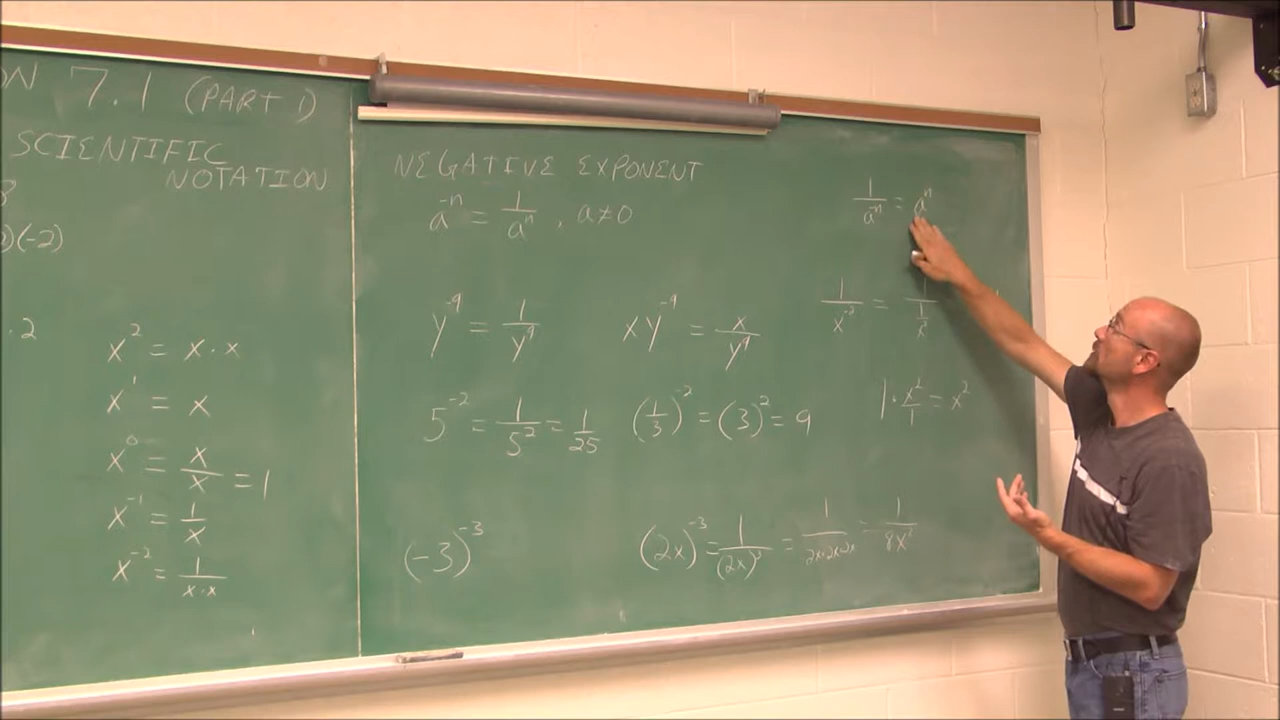 ON 7.1 (PART 1)
SCIENTIFIC
NOTATION
8
)(-2)
. 2
x² = x · x
x¹ = x
x⁰ = x/x = 1
x⁻¹ = 1/x
x⁻² = 1/(x·x)
NEGATIVE EXPONENT
a⁻ⁿ = 1/aⁿ , a ≠ 0
y⁻⁹ = 1/y⁹
xy⁻⁹ = x/y⁹
5⁻² = 1/5² = 1/25
(1/3)⁻² = (3)² = 9
(-3)⁻³
(2x)⁻³ = 1/(2x)³ = 1/(2x·2x·2x) = 1/8x³
1/a⁻ⁿ = aⁿ
1/x⁻² = 1/(1/x²)
1 · x²/1 = x²